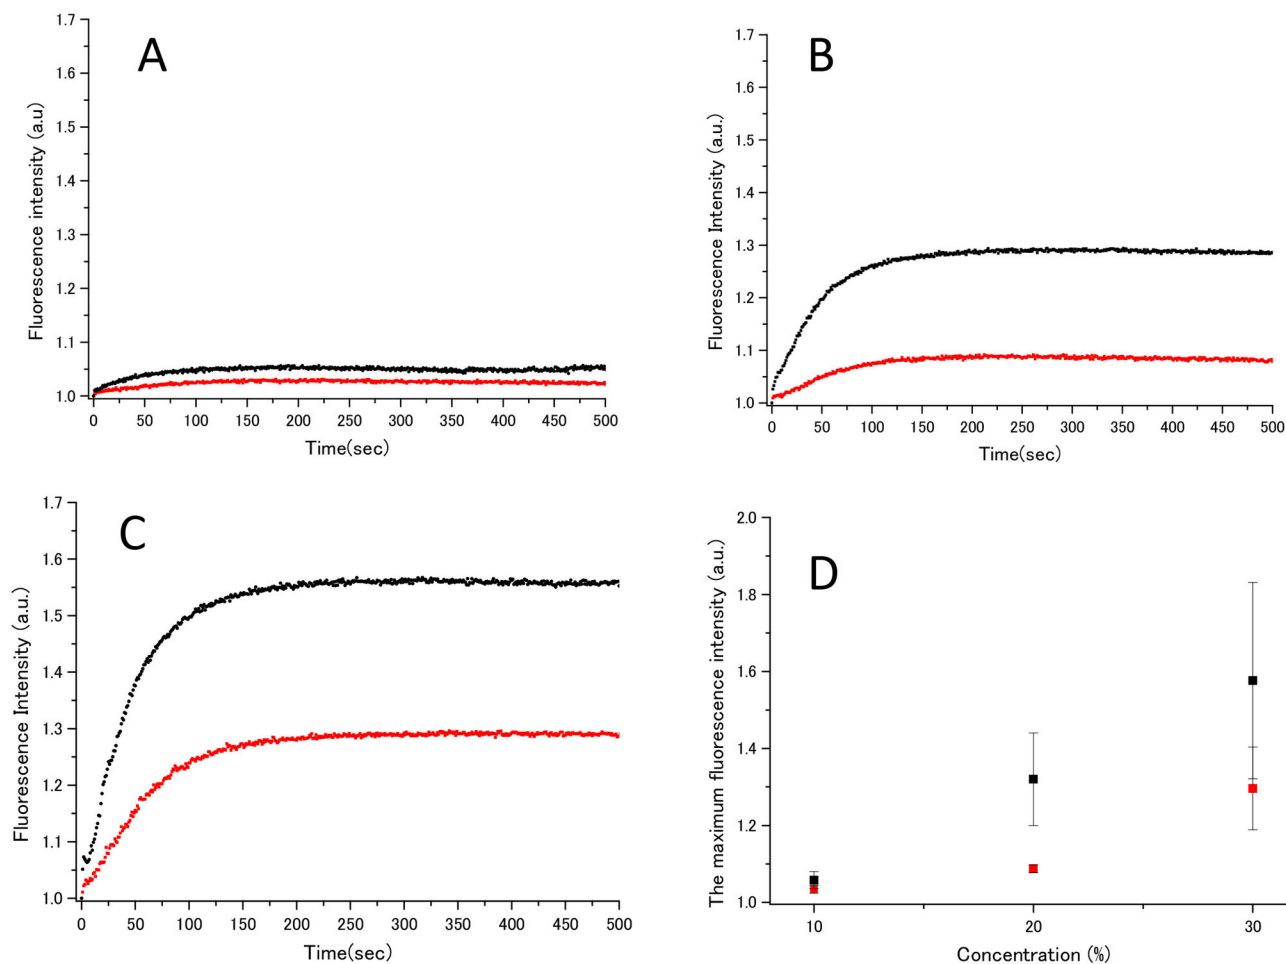 A
Fluorescence intensity (a.u)
1.7
1.6
1.5
1.4
1.3
1.2
1.1
1.0
0 50 100 150 200 250 300 350 400 450 500
Time(sec)
B
Fluorescence Intensity (a.u.)
1.7
1.6
1.5
1.4
1.3
1.2
1.1
1.0
0 50 100 150 200 250 300 350 400 450 500
Time(sec)
C
Fluorescence Intensity (a.u.)
1.7
1.6
1.5
1.4
1.3
1.2
1.1
1.0
0 50 100 150 200 250 300 350 400 450 500
Time(sec)
D
The maximum fluorescence intensity (a.u.)
2.0
1.8
1.6
1.4
1.2
1.0
10 20 30
Concentration (%)